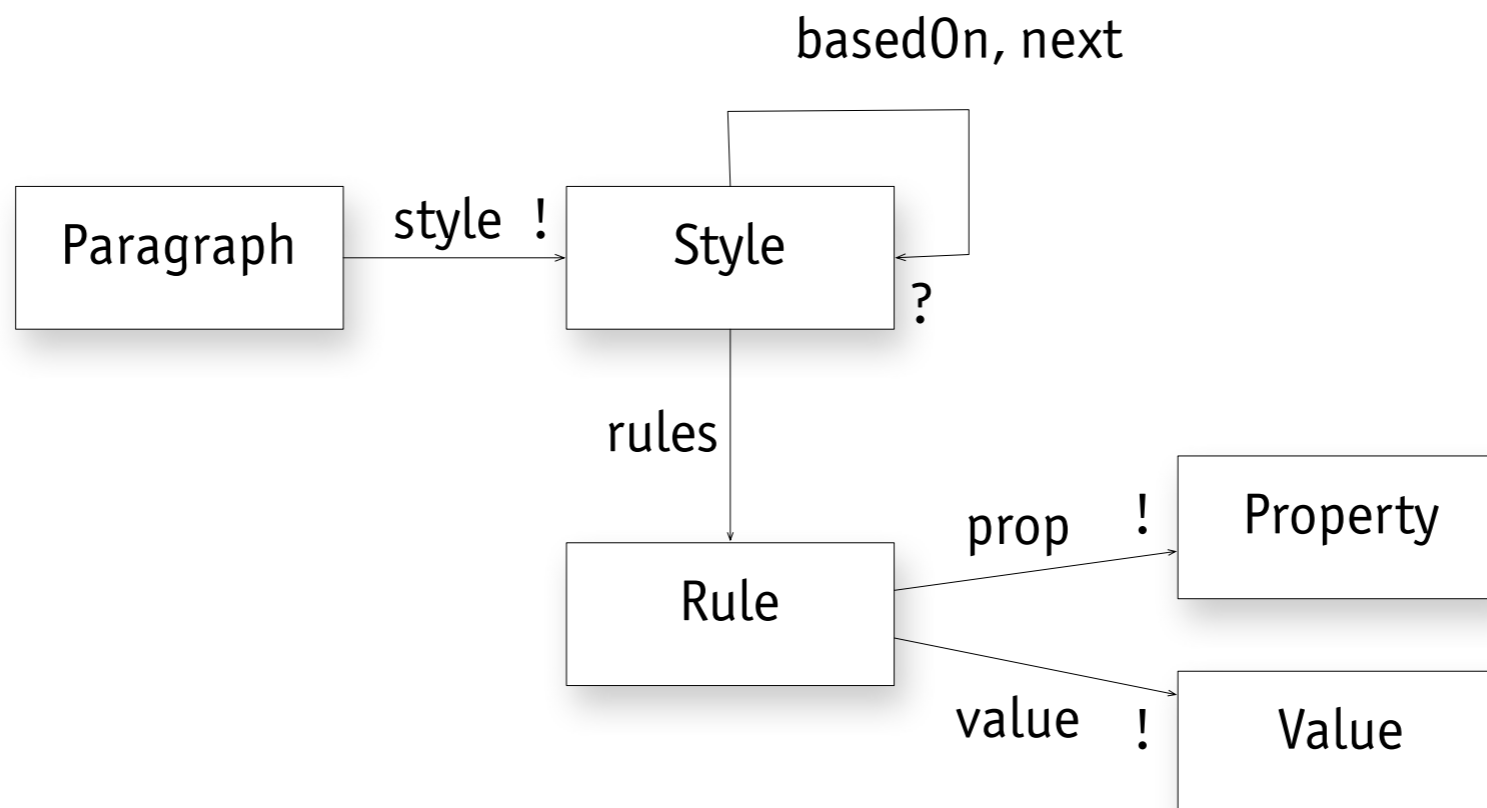 basedOn, next
Paragraph
style !
Style
?
rules
Rule
prop !
Property
value !
Value